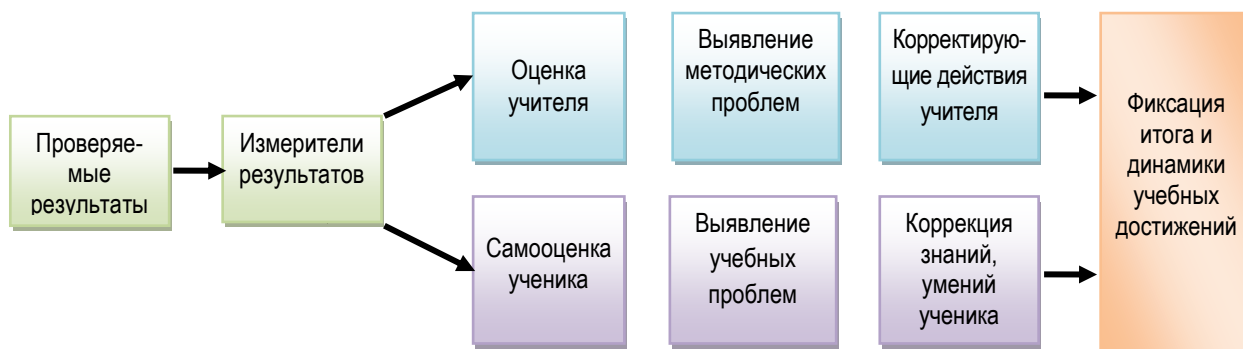 Проверяе-
мые
результаты
Измерители
результатов
Оценка
учителя
Выявление
методических
проблем
Корректирую-
щие действия
учителя
Самооценка
ученика
Выявление
учебных
проблем
Коррекция
знаний,
умений
ученика
Фиксация
итога и
динамики
учебных
достижений